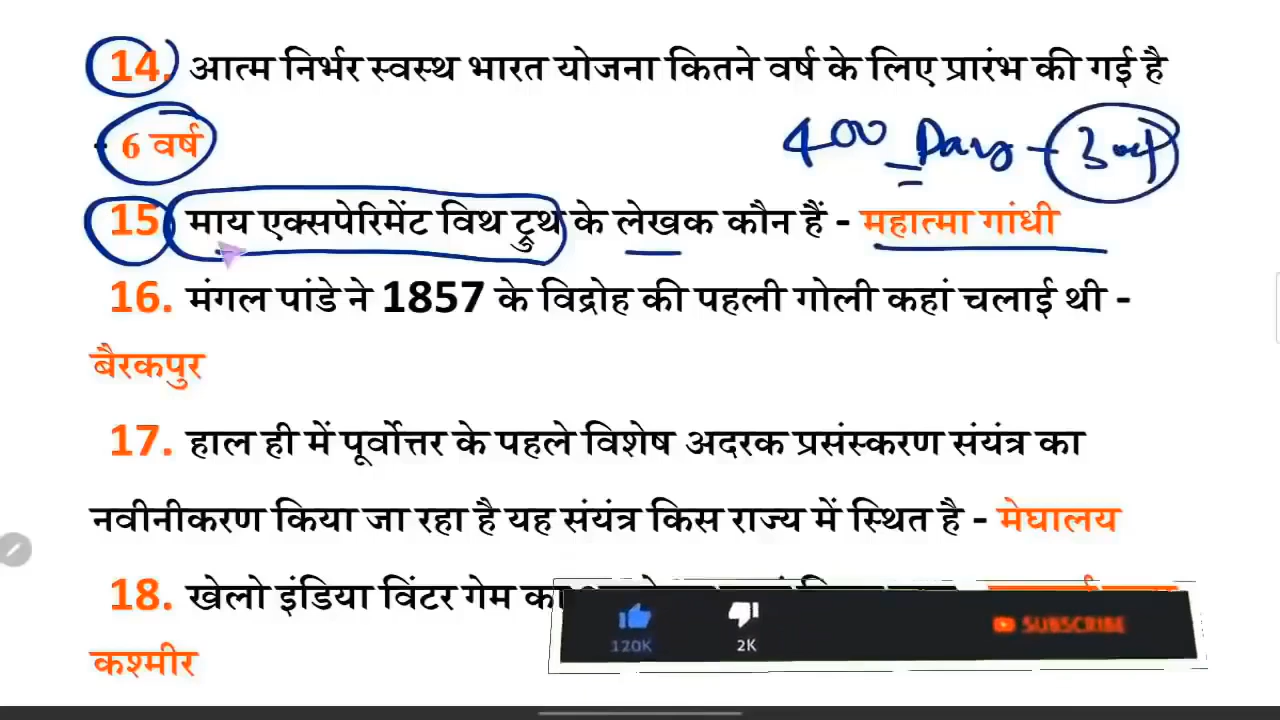 14. आत्म निर्भर स्वस्थ भारत योजना कितने वर्ष के लिए प्रारंभ की गई है
- 6 वर्ष
400 Days -
15 माय एक्सपेरिमेंट विथ ट्रुथ के लेखक कौन हैं - महात्मा गांधी
16. मंगल पांडे ने 1857 के विद्रोह की पहली गोली कहां चलाई थी -
बैरकपुर
17. हाल ही में पूर्वोत्तर के पहले विशेष अदरक प्रसंस्करण संयंत्र का
नवीनीकरण किया जा रहा है यह संयंत्र किस राज्य में स्थित है - मेघालय
18. खेलो इंडिया विंटर गेम का
कश्मीर
120K 2K SUBSCRIBE